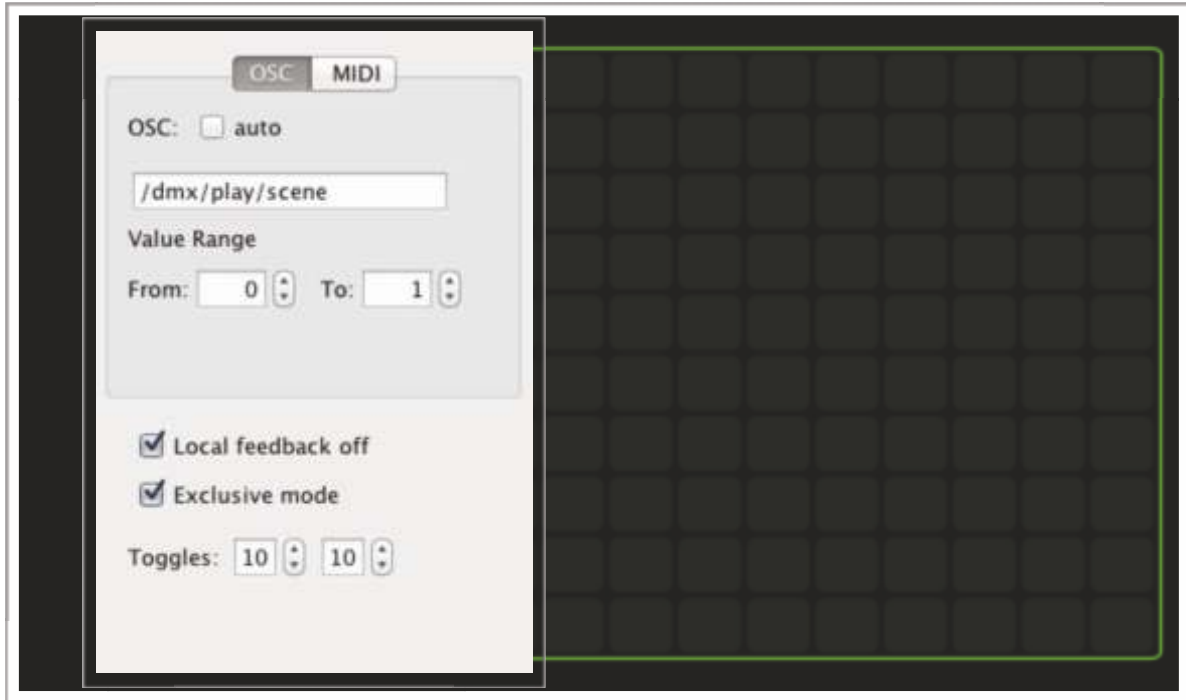 OSC MIDI
OSC: auto
/dmx/play/scene
Value Range
From: 0 To: 1
Local feedback off
Exclusive mode
Toggles: 10 10